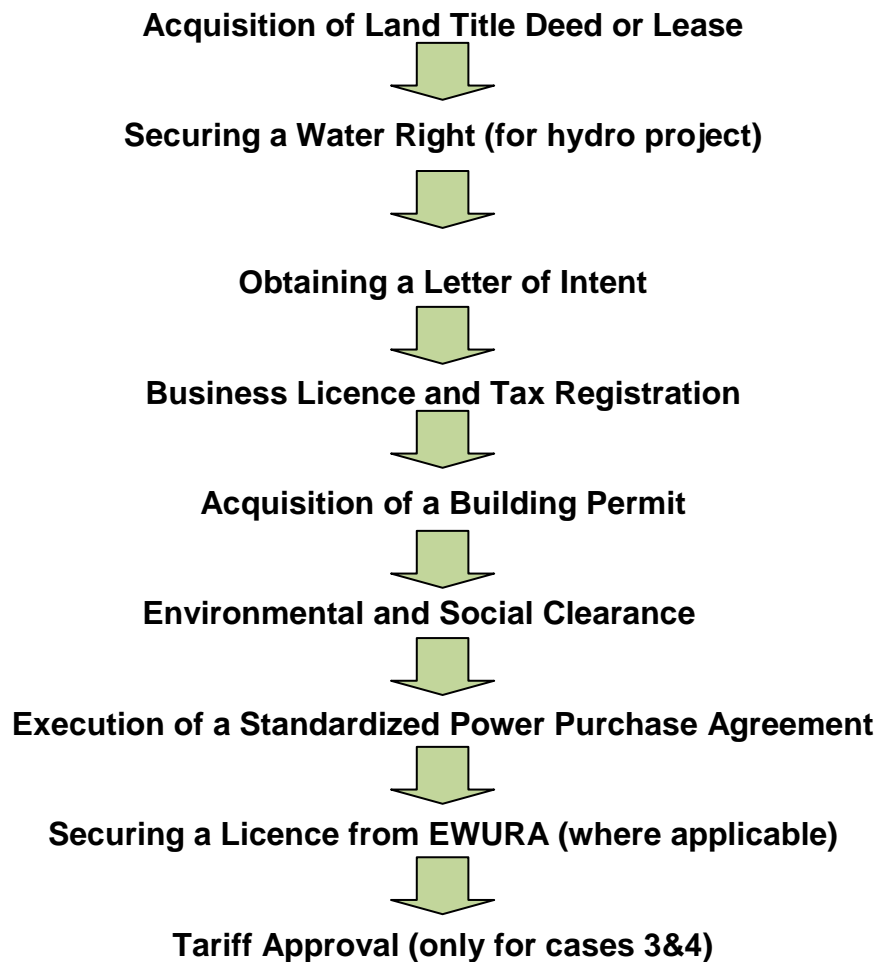 Acquisition of Land Title Deed or Lease
Securing a Water Right (for hydro project)
Obtaining a Letter of Intent
Business Licence and Tax Registration
Acquisition of a Building Permit
Environmental and Social Clearance
Execution of a Standardized Power Purchase Agreement
Securing a Licence from EWURA (where applicable)
Tariff Approval (only for cases 3&4)